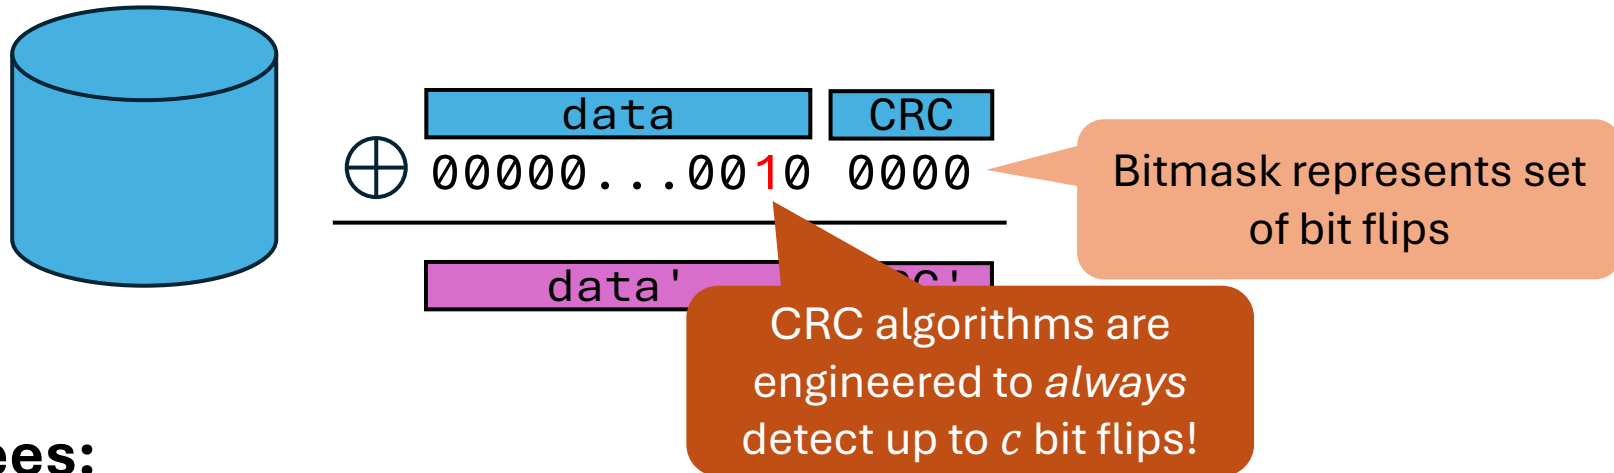 data CRC
00000...0010 0000
Bitmask represents set
of bit flips
data'
CRC algorithms are
engineered to always
detect up to c bit flips!
ees: